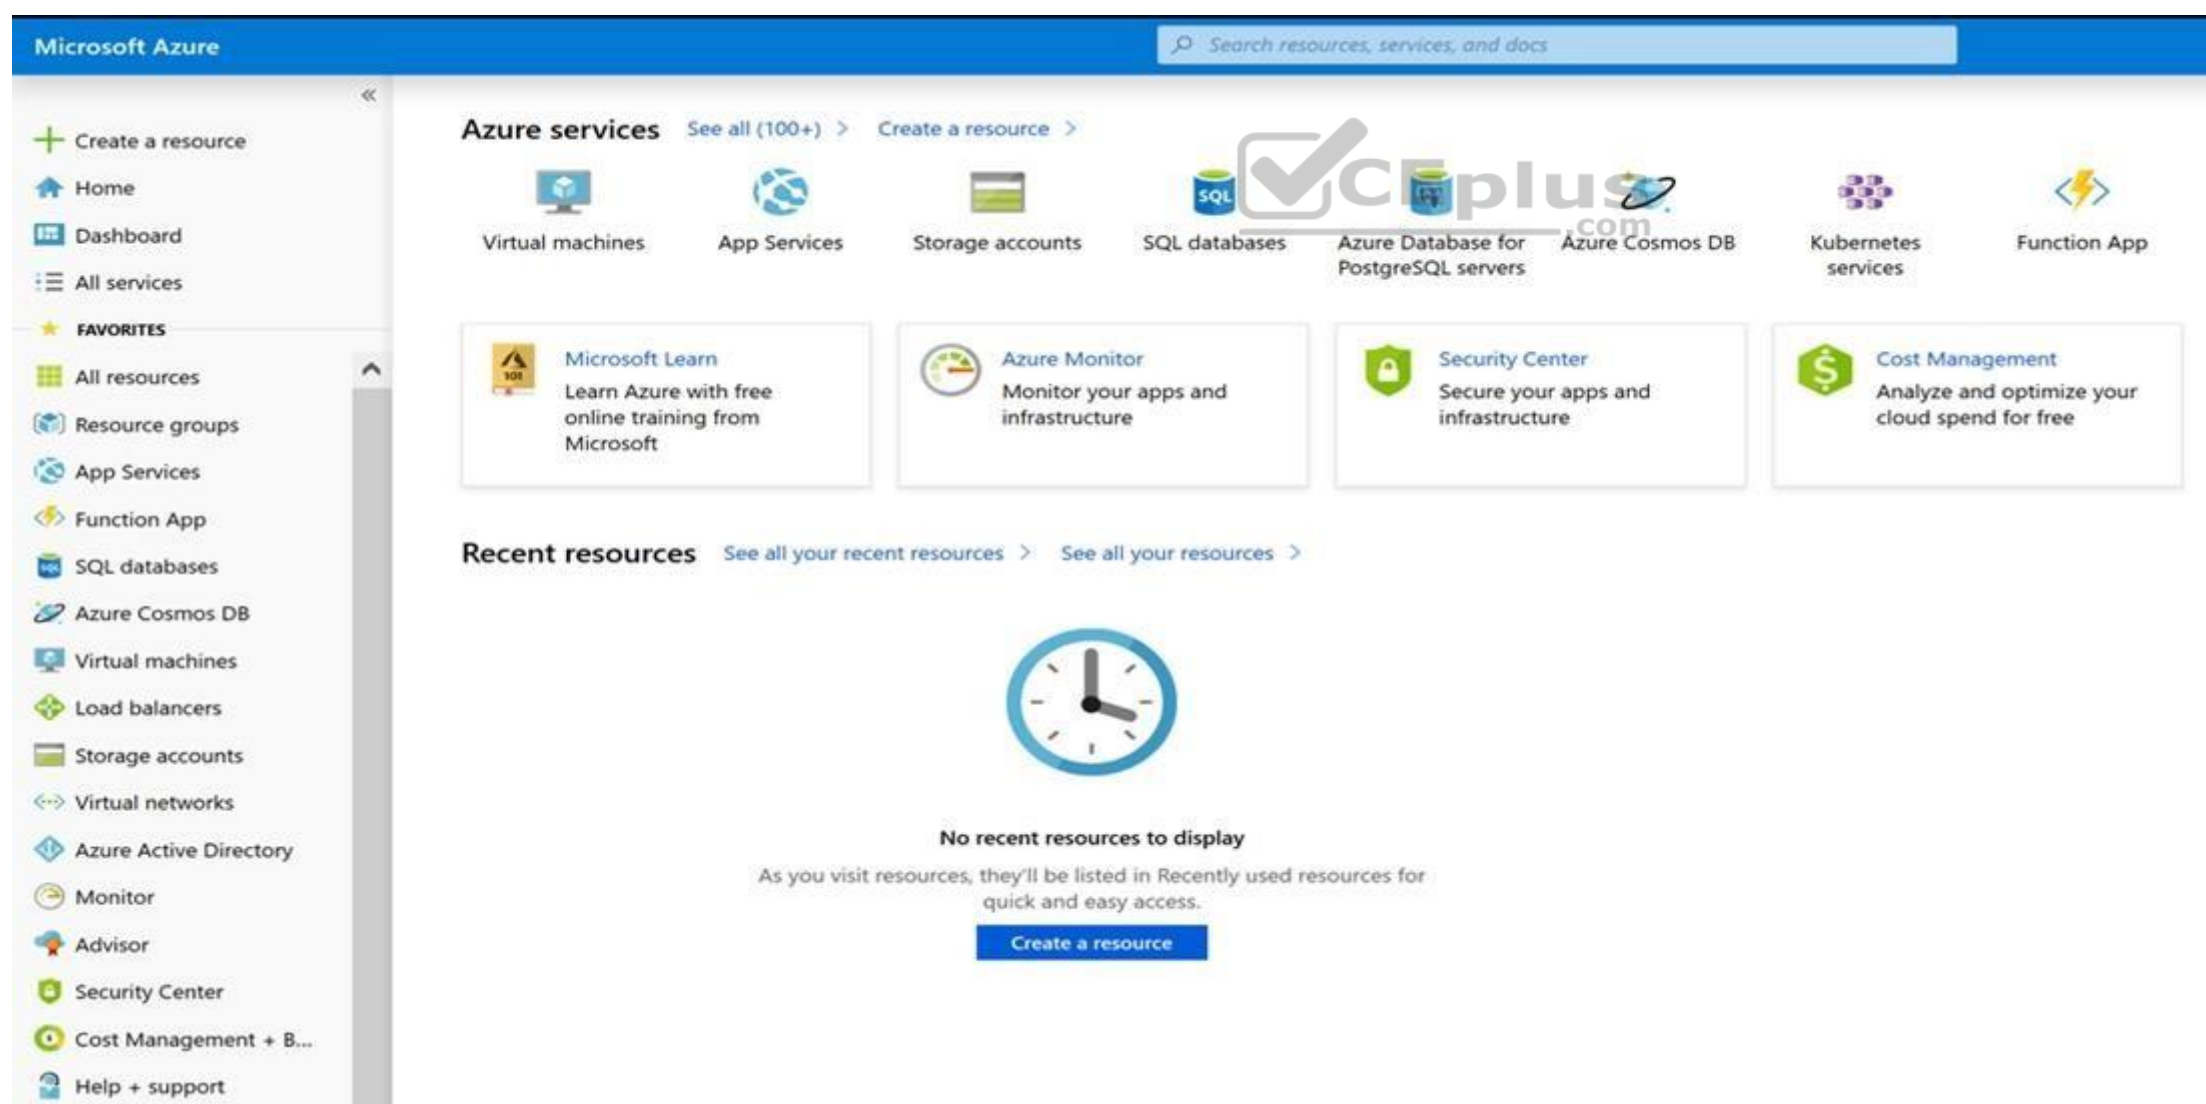 Microsoft Azure
Search resources, services, and docs
«
Create a resource
Home
Dashboard
All services
FAVORITES
All resources
Resource groups
App Services
Function App
SQL databases
Azure Cosmos DB
Virtual machines
Load balancers
Storage accounts
Virtual networks
Azure Active Directory
Monitor
Advisor
Security Center
Cost Management + B...
Help + support
Azure services See all (100+) > Create a resource >
VCEplus
.com
SQL
Virtual machines
App Services
Storage accounts
SQL databases
Azure Database for
PostgreSQL servers
Azure Cosmos DB
Kubernetes
services
Function App
101
Microsoft Learn
Learn Azure with free
online training from
Microsoft
Azure Monitor
Monitor your apps and
infrastructure
Security Center
Secure your apps and
infrastructure
$
Cost Management
Analyze and optimize your
cloud spend for free
Recent resources See all your recent resources > See all your resources >
No recent resources to display
As you visit resources, they'll be listed in Recently used resources for
quick and easy access.
Create a resource